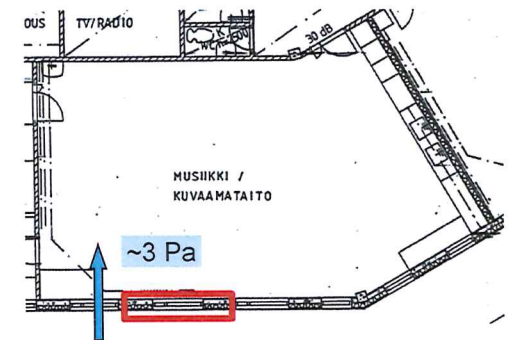 OUS
TV/RADIO
WC
30 dB
MUSIIKKI /
KUVAAMATAITO
~3 Pa